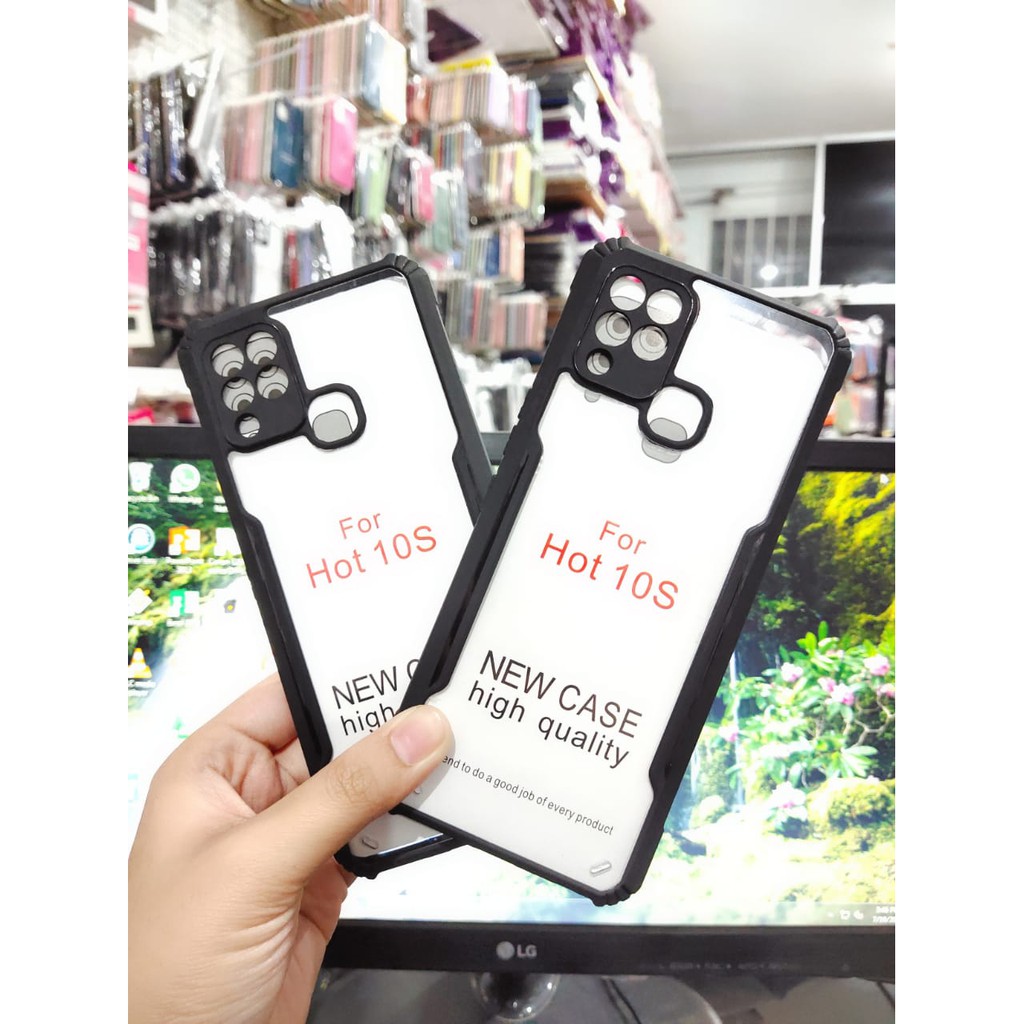 For
Hot 10S
NEW
high
For
Hot 10S
NEW CASE
high quality
end to do a good job of every product
LG